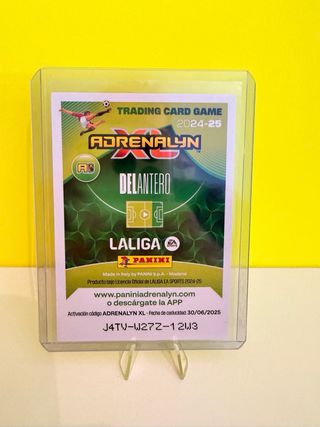 TRADING CARD GAME
2024-25
ADRENALYN
XL
DELANTERO
LALIGA EA SPORTS
PANINI
Made in Italy by PANINI S.p.A. - Modena
Producto bajo Licencia Oficial de LALIGA EA SPORTS 2024-25
www.paniniadrenalyn.com
o descárgate la APP
Activación código ADRENALYN XL - Fecha de caducidad: 30/06/2025
J4TV-W27Z-12W3